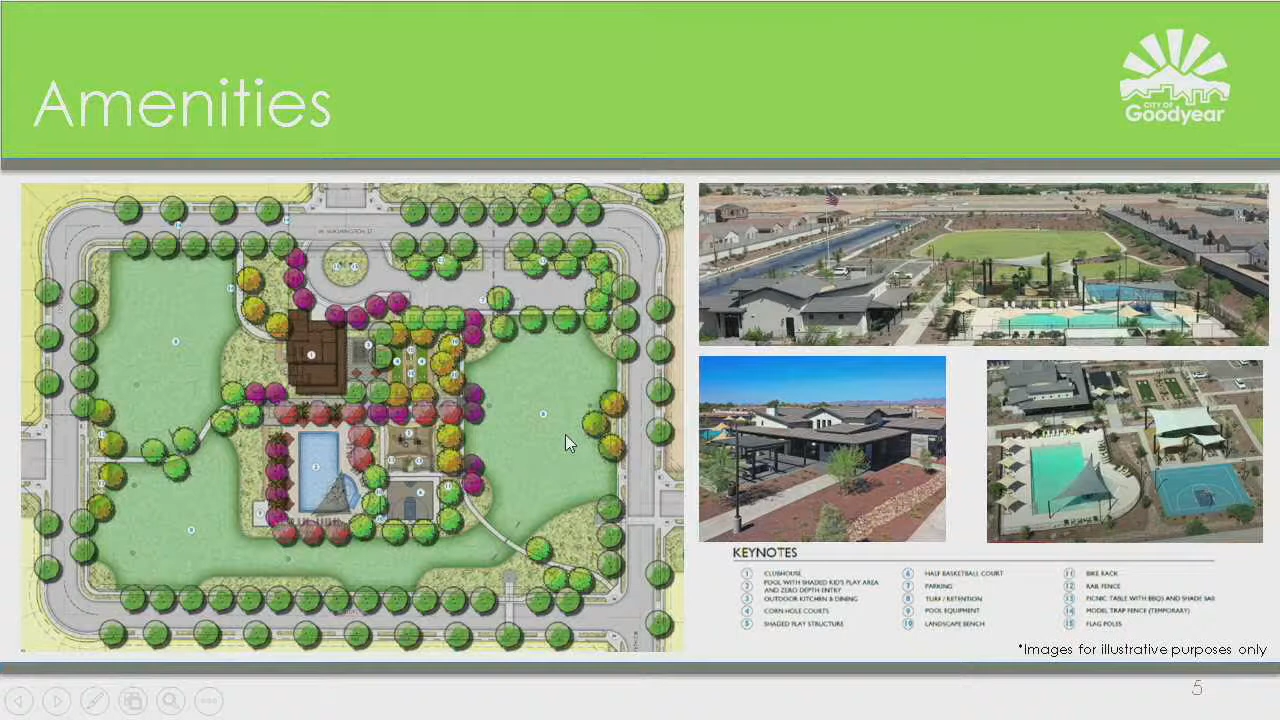 Amenities
CITY OF
Goodyear
W. WASHINGTON ST
KEYNOTES
1 CLUBHOUSE
2 POOL WITH SHADED KID'S PLAY AREA
AND ZERO DEPTH ENTRY
3 OUTDOOR KITCHEN & DINING
4 CORN HOLE COURTS
5 SHADED PLAY STRUCTURE
6 HALF BASKETBALL COURT
7 PARKING
8 TURF / RETENTION
9 POOL EQUIPMENT
10 LANDSCAPE BENCH
11 BIKE RACK
12 RAIL FENCE
13 PICNIC TABLE WITH BBQS AND SHADE SAIL
14 MODEL TRAP FENCE (TEMPORARY)
15 FLAG POLES
*Images for illustrative purposes only
5